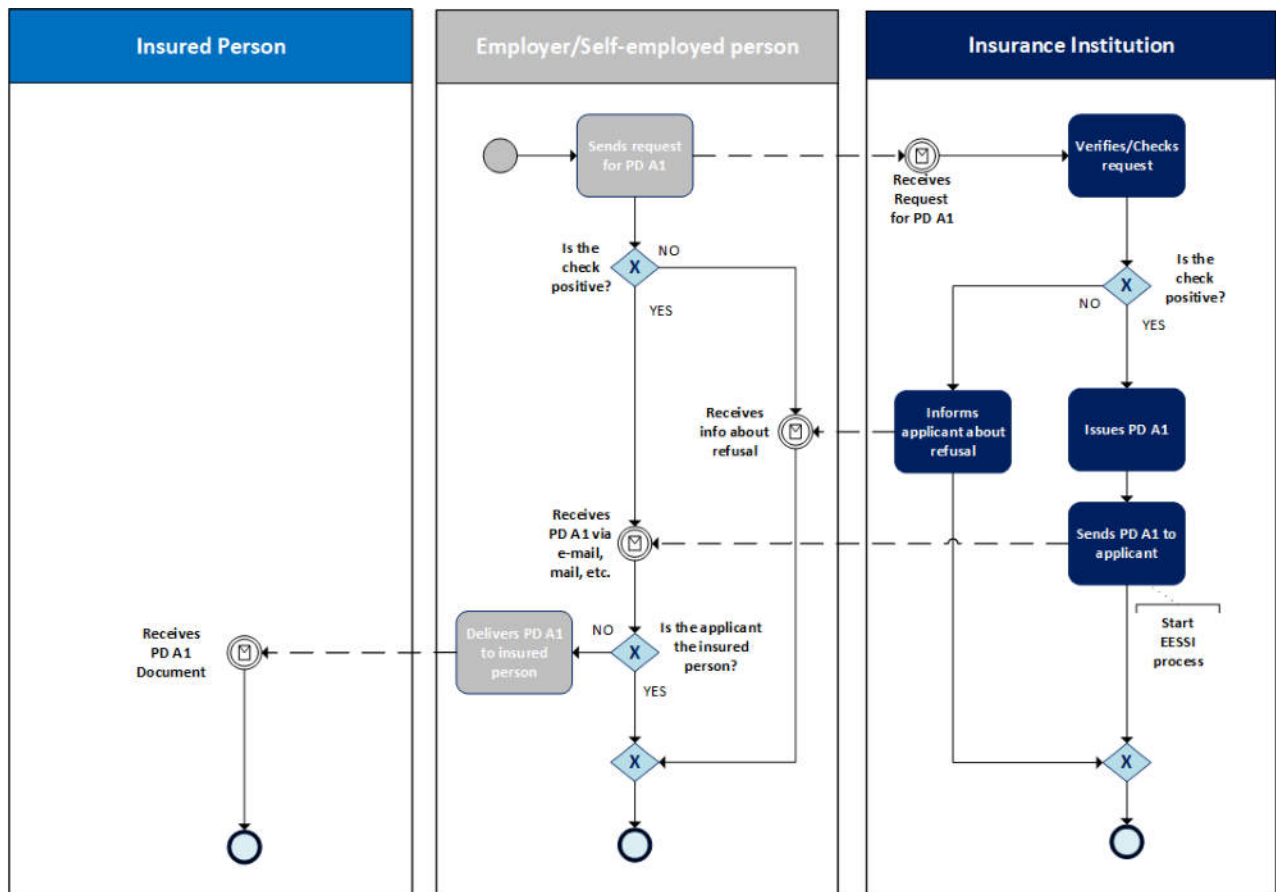 Insured Person
Employer/Self-employed person
Insurance Institution
Sends request
for PD A1
Receives
Request
for PD A1
Verifies/Checks
request
Is the
check
positive?
NO
YES
X
Is the
check
positive?
NO
YES
X
Receives
info about
refusal
Informs
applicant about
refusal
Issues PD A1
Receives
PD A1 via
e-mail,
mail, etc.
Sends PD A1 to
applicant
Start
EESSI
process
Receives
PD A1
Document
Delivers PD A1
to insured
person
NO
X
YES
Is the applicant
the insured
person?
X
X